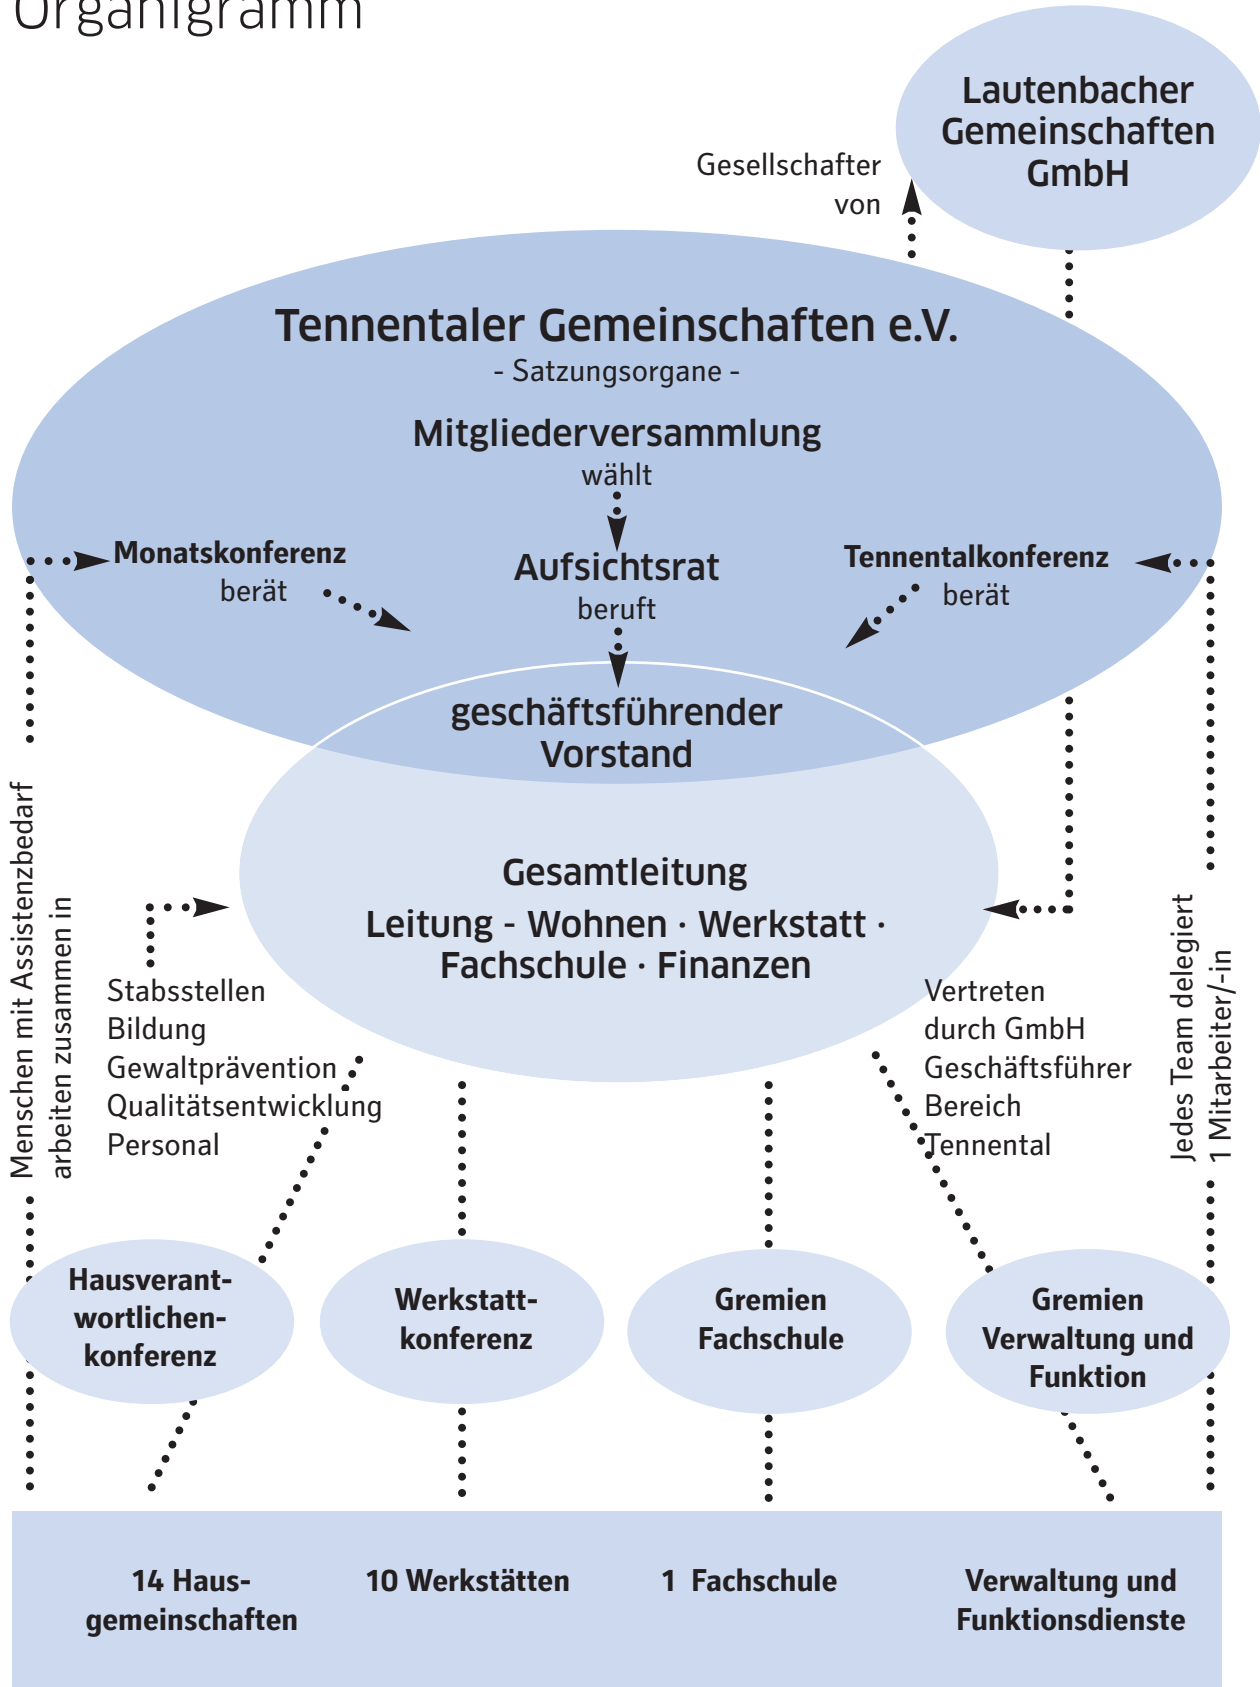 Organigramm
Lautenbacher
Gemeinschaften
GmbH
Gesellschafter
von
Tennentaler Gemeinschaften e.V.
- Satzungsorgane -
Mitgliederversammlung
wählt
Monatskonferenz
berät
Aufsichtsrat
beruft
Tennentalkonferenz
berät
geschäftsführender
Vorstand
Gesamtleitung
Leitung - Wohnen · Werkstatt ·
Fachschule · Finanzen
Menschen mit Assistenzbedarf
arbeiten zusammen in
Stabsstellen
Bildung
Gewaltprävention
Qualitätsentwicklung
Personal
Vertreten
durch GmbH
Geschäftsführer
Bereich
Tennental
Jedes Team delegiert
1 Mitarbeiter/-in
Hausverant-
wortlichen-
konferenz
Werkstatt-
konferenz
Gremien
Fachschule
Gremien
Verwaltung und
Funktion
14 Haus-
gemeinschaften
10 Werkstätten
1 Fachschule
Verwaltung und
Funktionsdienste